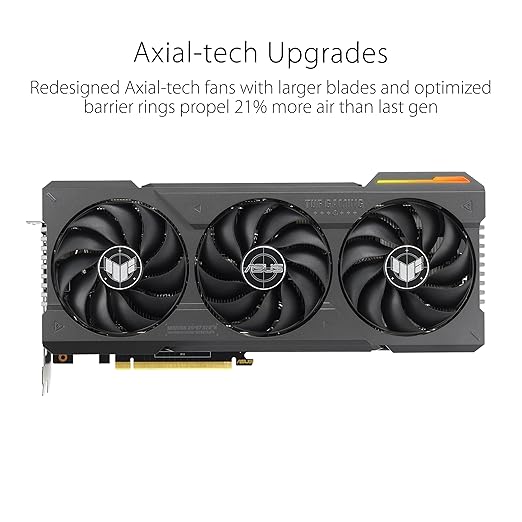 Axial-tech Upgrades
Redesigned Axial-tech fans with larger blades and optimized
barrier rings propel 21% more air than last gen
TUF GAMING
ASUS